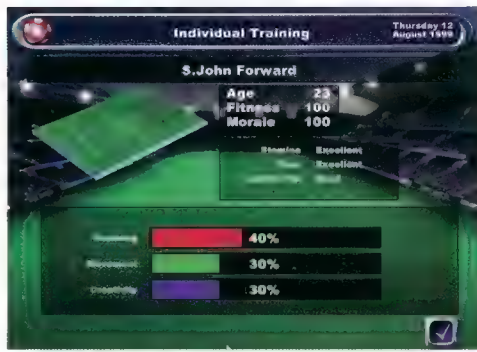 Individual Training
Thursday 12
August 1999
S.John Forward
Age 23
Fitness 100
Morale 100
Stamina Excellent
Excellent
40%
30%
30%